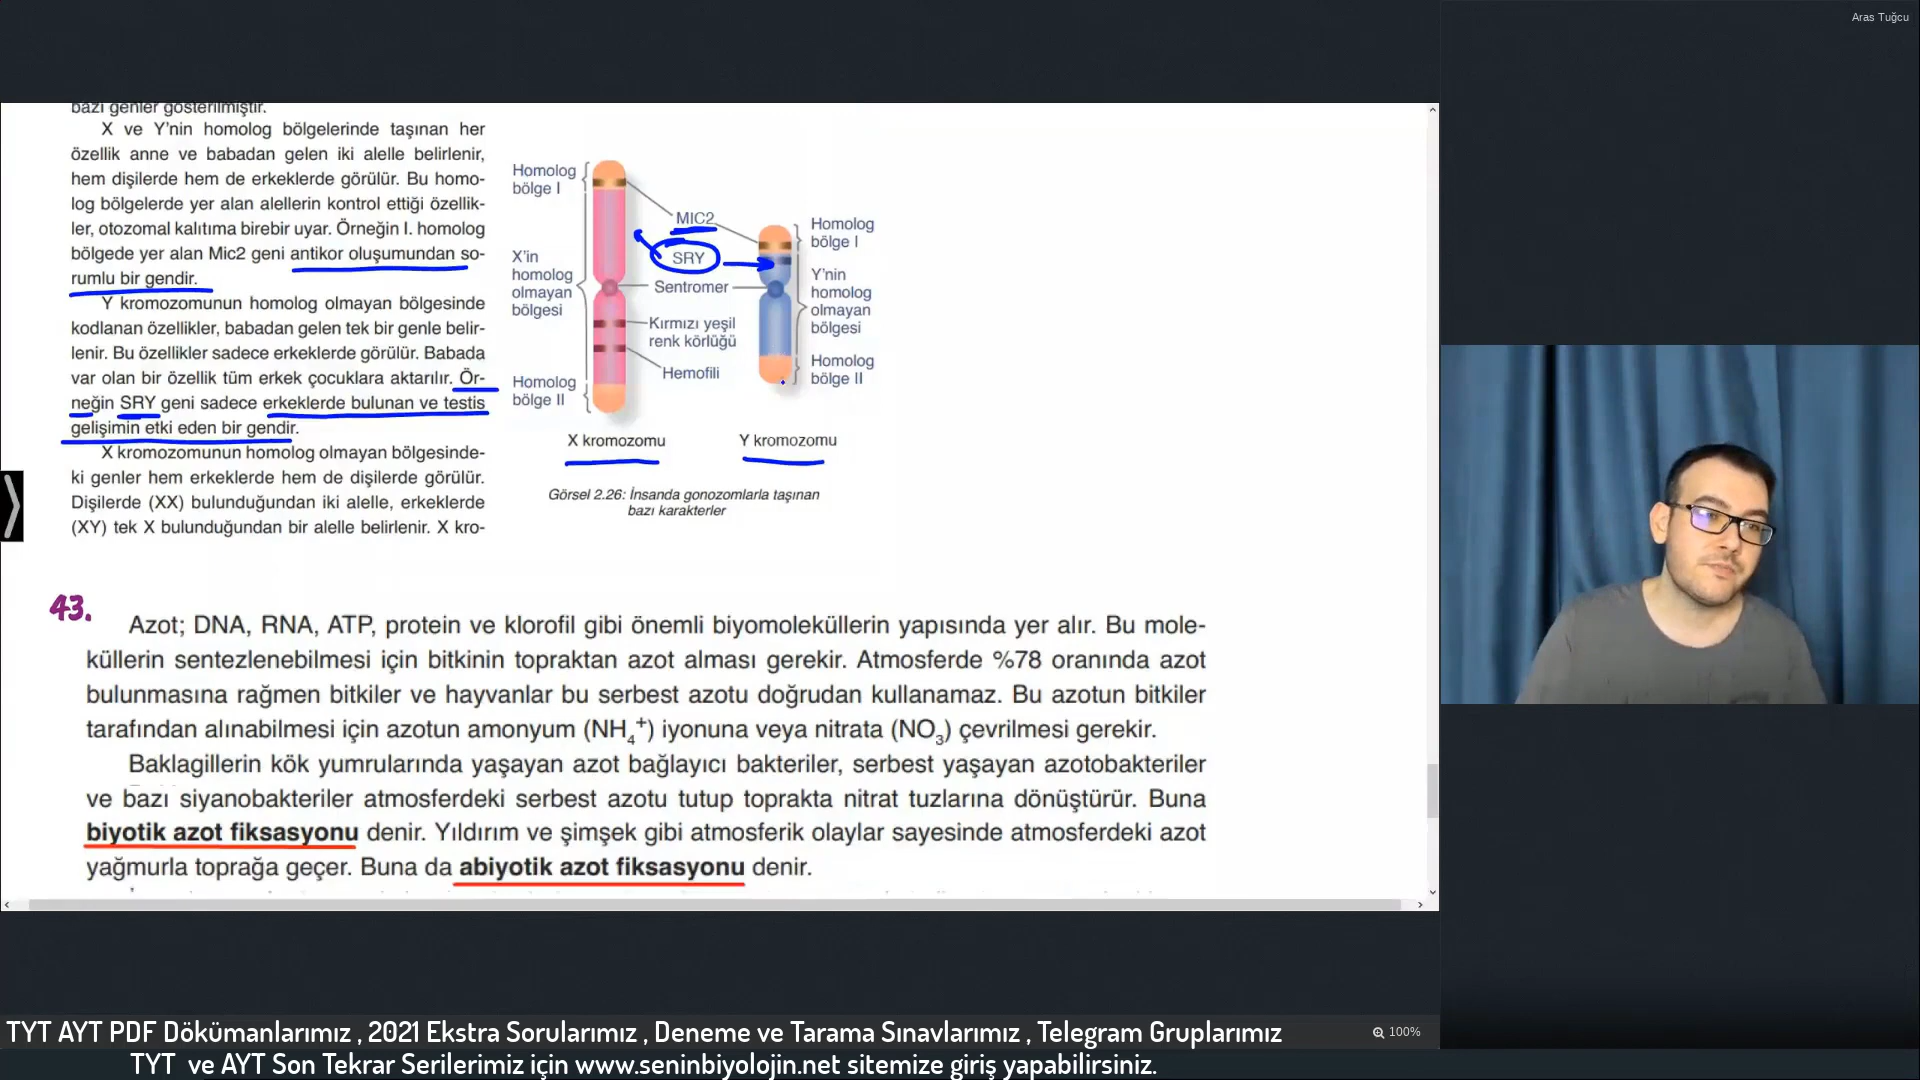 Aras Tuğcu
bazı genler gösterilmiştir.
X ve Y’nin homolog bölgelerinde taşınan her
özellik anne ve babadan gelen iki alelle belirlenir,
hem dişilerde hem de erkeklerde görülür. Bu homo-
log bölgelerde yer alan alellerin kontrol ettiği özellik-
ler, otozomal kalıtıma birebir uyar. Örneğin I. homolog
bölgede yer alan Mic2 geni antikor oluşumundan so-
rumlu bir gendir.
Y kromozomunun homolog olmayan bölgesinde
kodlanan özellikler, babadan gelen tek bir genle belir-
lenir. Bu özellikler sadece erkeklerde görülür. Babada
var olan bir özellik tüm erkek çocuklara aktarılır. Ör-
neğin SRY geni sadece erkeklerde bulunan ve testis
gelişimin etki eden bir gendir.
X kromozomunun homolog olmayan bölgesinde-
ki genler hem erkeklerde hem de dişilerde görülür.
Dişilerde (XX) bulunduğundan iki alelle, erkeklerde
(XY) tek X bulunduğundan bir alelle belirlenir. X kro-
Homolog
bölge I
X’in
homolog
olmayan
bölgesi
Homolog
bölge II
MIC2
SRY
Sentromer
Kırmızı yeşil
renk körlüğü
Hemofili
Homolog
bölge I
Y’nin
homolog
olmayan
bölgesi
Homolog
bölge II
X kromozomu
Y kromozomu
Görsel 2.26: İnsanda gonozomlarla taşınan
bazı karakterler
43.
Azot; DNA, RNA, ATP, protein ve klorofil gibi önemli biyomoleküllerin yapısında yer alır. Bu mole-
küllerin sentezlenebilmesi için bitkinin topraktan azot alması gerekir. Atmosferde %78 oranında azot
bulunmasına rağmen bitkiler ve hayvanlar bu serbest azotu doğrudan kullanamaz. Bu azotun bitkiler
tarafından alınabilmesi için azotun amonyum (NH₄⁺) iyonuna veya nitrata (NO₃) çevrilmesi gerekir.
Baklagillerin kök yumrularında yaşayan azot bağlayıcı bakteriler, serbest yaşayan azotobakteriler
ve bazı siyanobakteriler atmosferdeki serbest azotu tutup toprakta nitrat tuzlarına dönüştürür. Buna
biyotik azot fiksasyonu denir. Yıldırım ve şimşek gibi atmosferik olaylar sayesinde atmosferdeki azot
yağmurla toprağa geçer. Buna da abiyotik azot fiksasyonu denir.
100%
TYT AYT PDF Dökümanlarımız , 2021 Ekstra Sorularımız , Deneme ve Tarama Sınavlarımız , Telegram Gruplarımız
TYT ve AYT Son Tekrar Serilerimiz için www.seninbiyolojin.net sitemize giriş yapabilirsiniz.